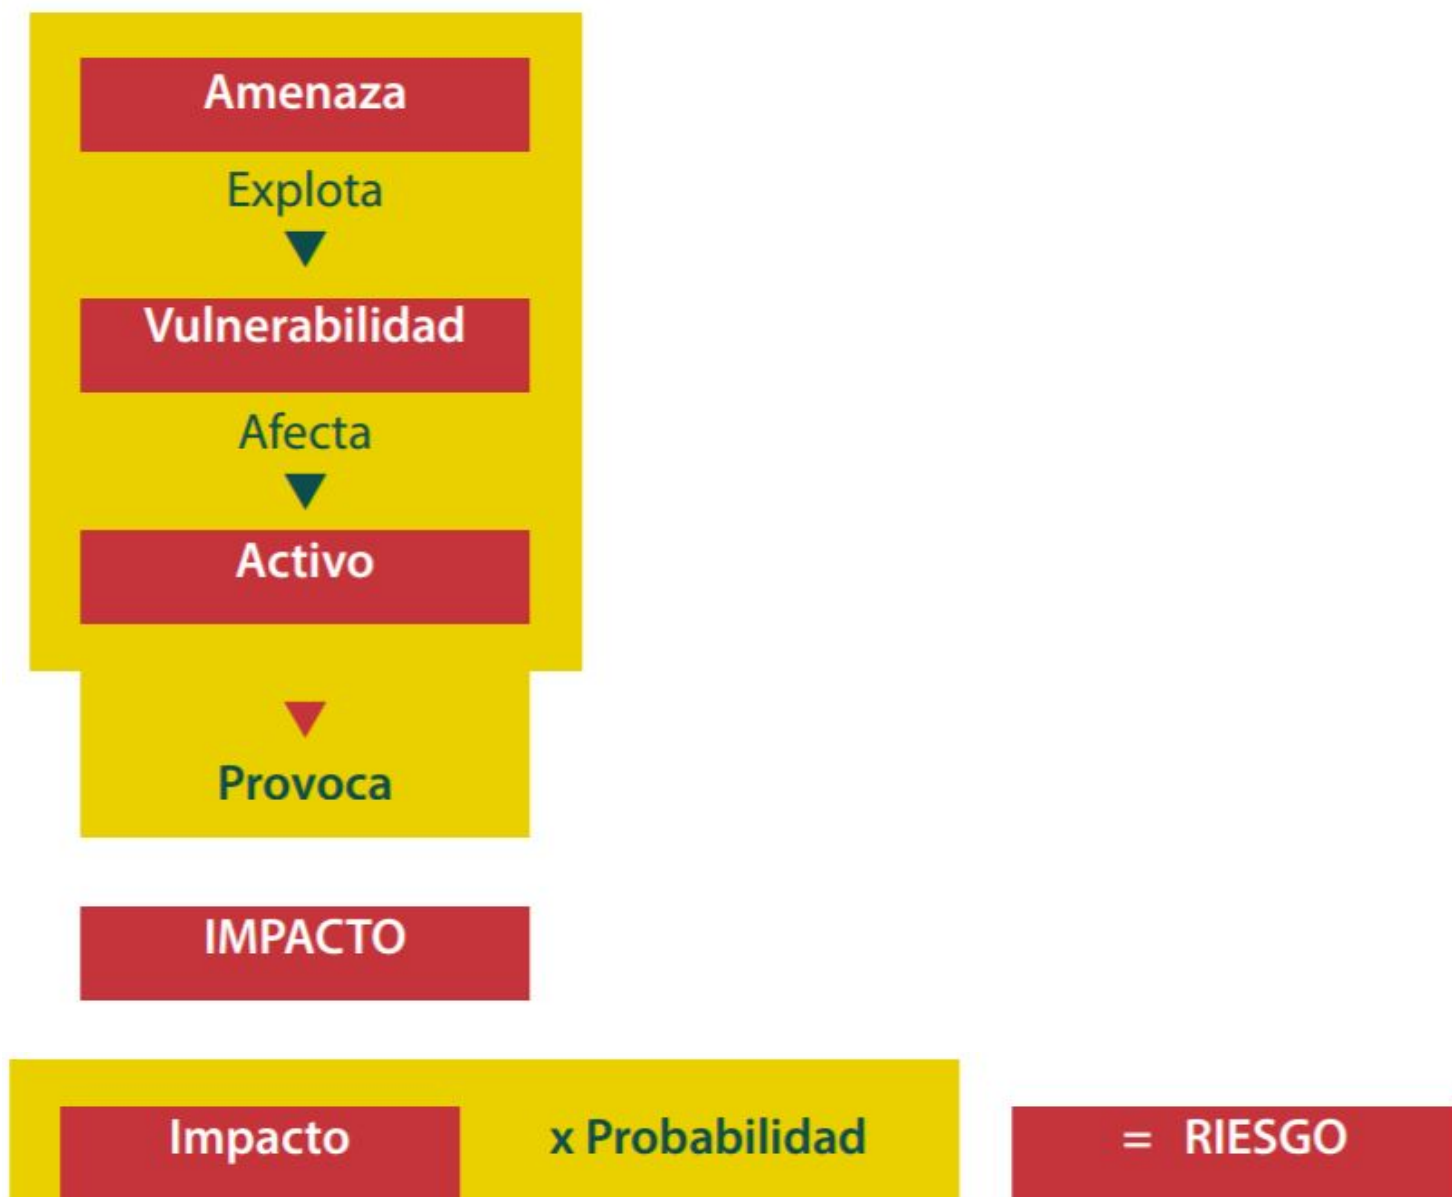 Amenaza
Explota
Vulnerabilidad
Afecta
Activo
Provoca
IMPACTO
Impacto x Probabilidad = RIESGO